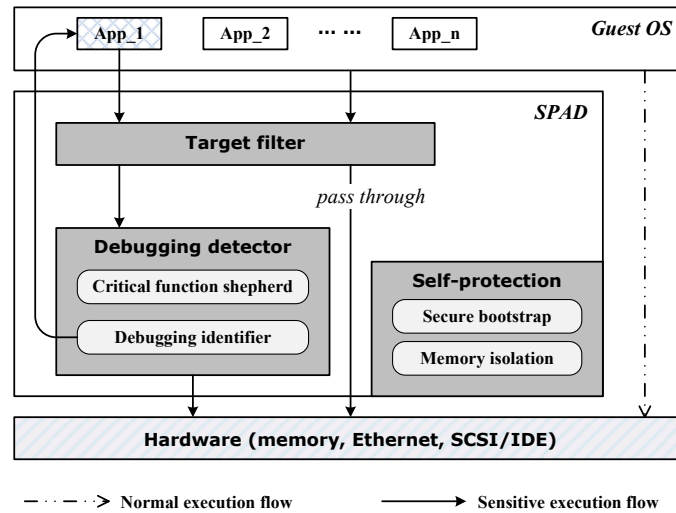 App_1
App_2
... ...
App_n
Guest OS
SPAD
Target filter
pass through
Debugging detector
Critical function shepherd
Debugging identifier
Self-protection
Secure bootstrap
Memory isolation
Hardware (memory, Ethernet, SCSI/IDE)
Normal execution flow
Sensitive execution flow